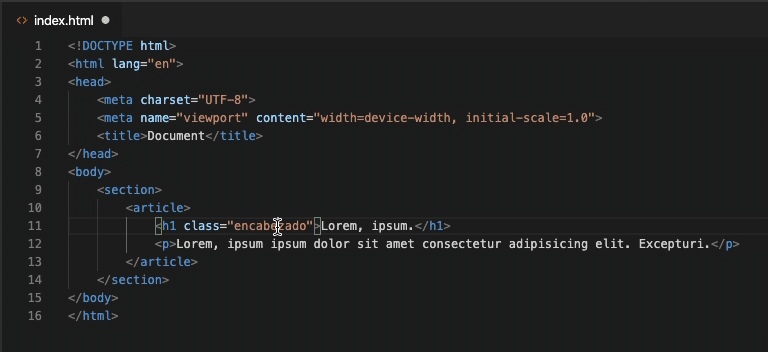 <> index.html
1 <!DOCTYPE html>
2 <html lang="en">
3 <head>
4     <meta charset="UTF-8">
5     <meta name="viewport" content="width=device-width, initial-scale=1.0">
6     <title>Document</title>
7 </head>
8 <body>
9     <section>
10         <article>
11             <h1 class="encabezado">Lorem, ipsum.</h1>
12             <p>Lorem, ipsum ipsum dolor sit amet consectetur adipisicing elit. Excepturi.</p>
13         </article>
14     </section>
15 </body>
16 </html>